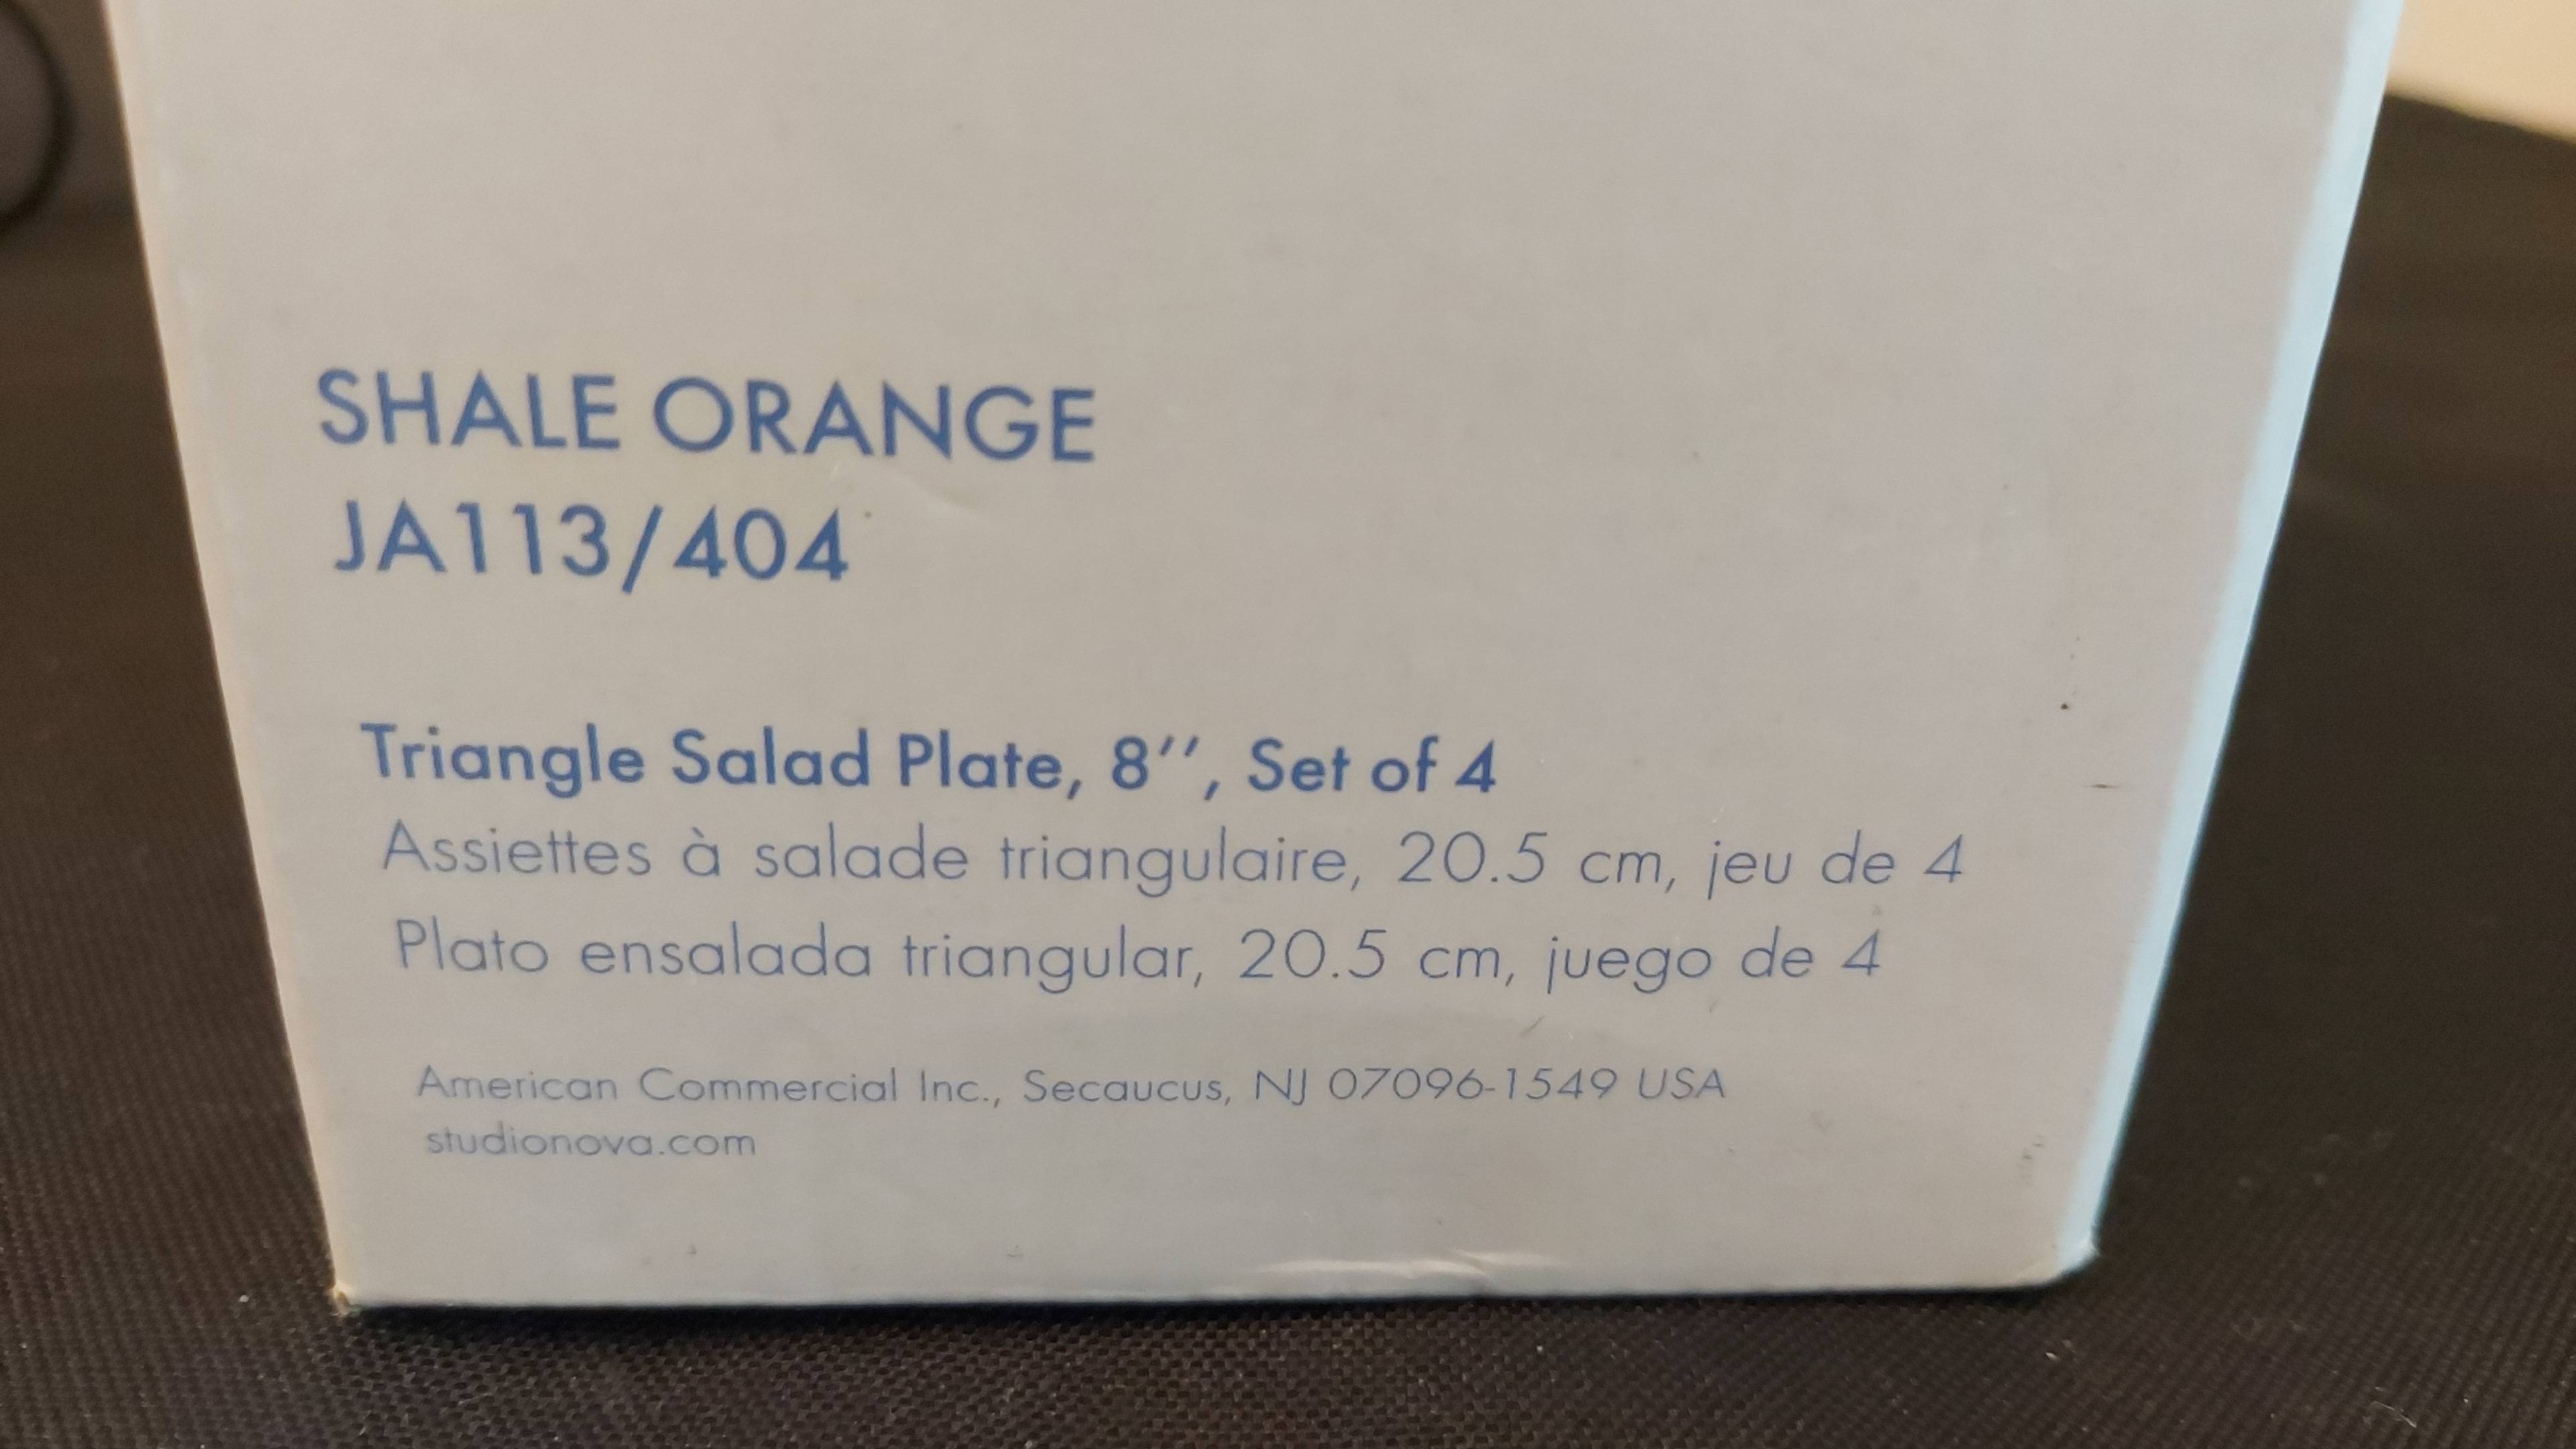 SHALE ORANGE
JA113/404
Triangle Salad Plate, 8’’, Set of 4
Assiettes à salade triangulaire, 20.5 cm, jeu de 4
Plato ensalada triangular, 20.5 cm, juego de 4
American Commercial Inc., Secaucus, NJ 07096-1549 USA
studionova.com